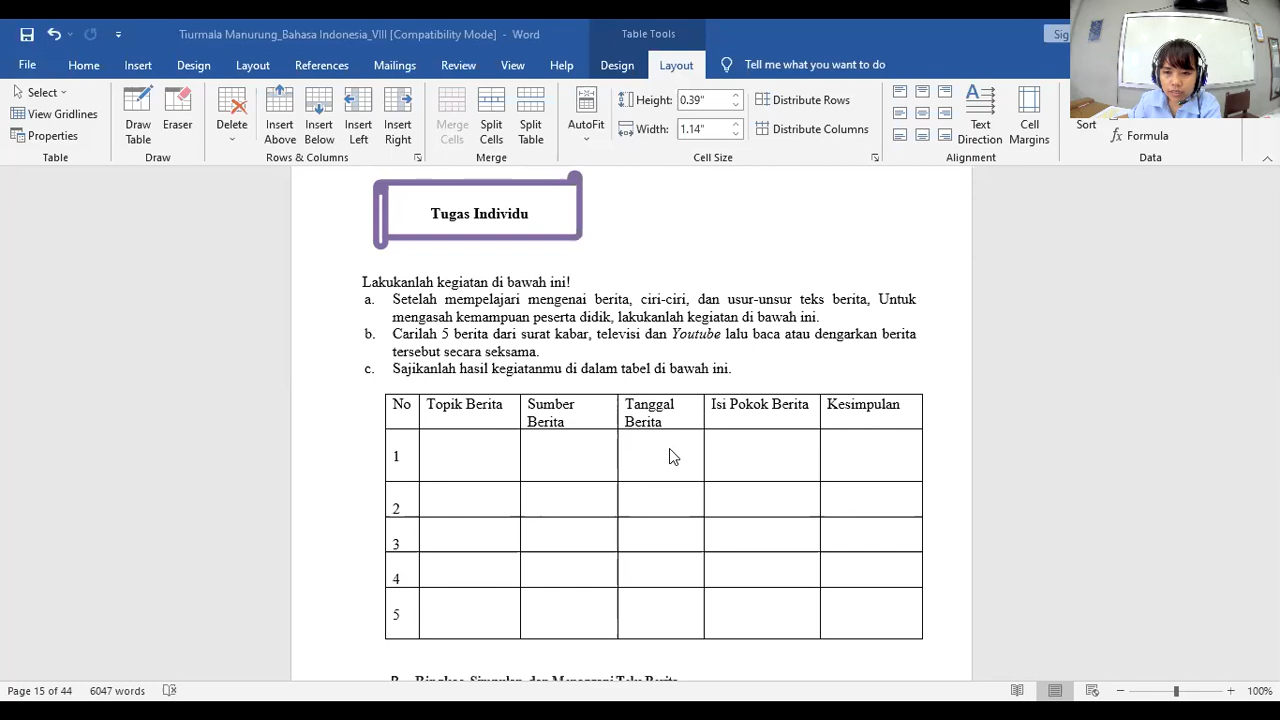 Tiurmala Manurung_Bahasa Indonesia_VIII [Compatibility Mode] - Word
Table Tools
File Home Insert Design Layout References Mailings Review View Help Design Layout Tell me what you want to do
Select
View Gridlines
Properties
Table
Draw Table
Eraser
Draw
Delete
Insert Above
Insert Below
Insert Left
Insert Right
Rows & Columns
Merge Cells
Split Cells
Split Table
Merge
AutoFit
Height: 0.39"
Width: 1.14"
Distribute Rows
Distribute Columns
Cell Size
Text Direction
Cell Margins
Alignment
Sort
fx Formula
Data
Tugas Individu
Lakukanlah kegiatan di bawah ini!
a. Setelah mempelajari mengenai berita, ciri-ciri, dan usur-unsur teks berita, Untuk
mengasah kemampuan peserta didik, lakukanlah kegiatan di bawah ini.
b. Carilah 5 berita dari surat kabar, televisi dan Youtube lalu baca atau dengarkan berita
tersebut secara seksama.
c. Sajikanlah hasil kegiatanmu di dalam tabel di bawah ini.
No Topik Berita Sumber Berita Tanggal Berita Isi Pokok Berita Kesimpulan
1
2
3
4
5
Page 15 of 44 6047 words 100%